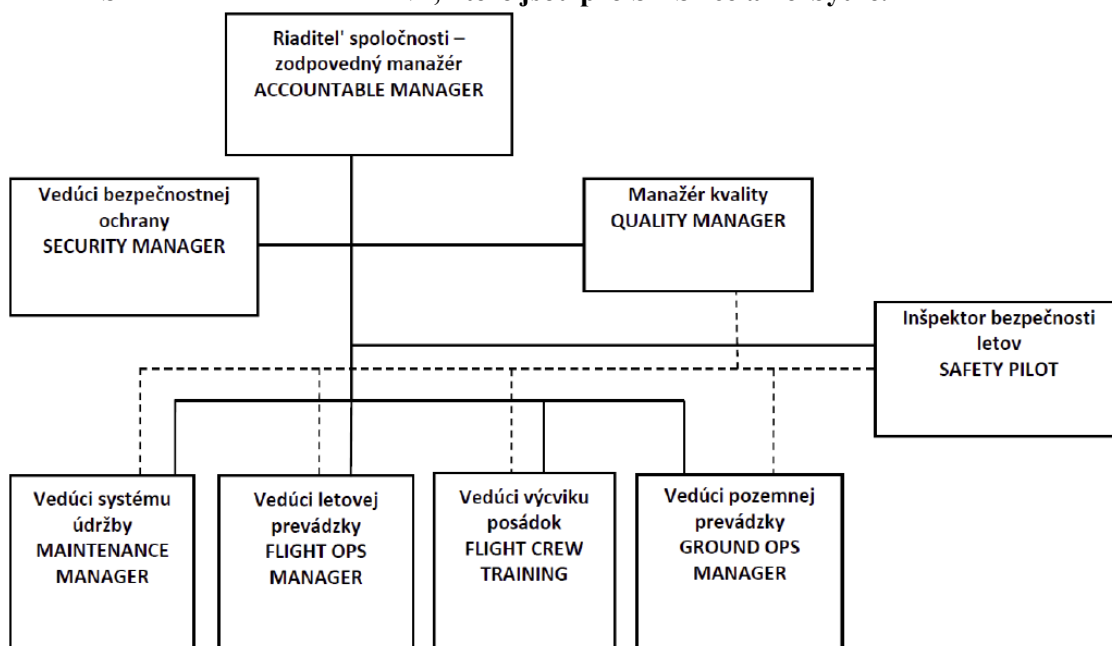 Riaditel' spoločnosti –
zodpovedný manažér
ACCOUNTABLE MANAGER
Vedúci bezpečnostnej
ochrany
SECURITY MANAGER
Manažér kvality
QUALITY MANAGER
Inšpektor bezpečnosti
letov
SAFETY PILOT
Vedúci systému
údržby
MAINTENANCE
MANAGER
Vedúci letovej
prevádzky
FLIGHT OPS
MANAGER
Vedúci výcviku
posádok
FLIGHT CREW
TRAINING
Vedúci pozemnej
prevádzky
GROUND OPS
MANAGER